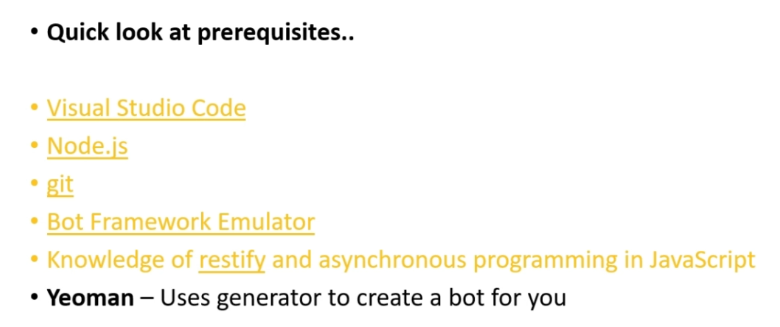 • Quick look at prerequisites..
• Visual Studio Code
• Node.js
• git
• Bot Framework Emulator
• Knowledge of restify and asynchronous programming in JavaScript
• Yeoman – Uses generator to create a bot for you